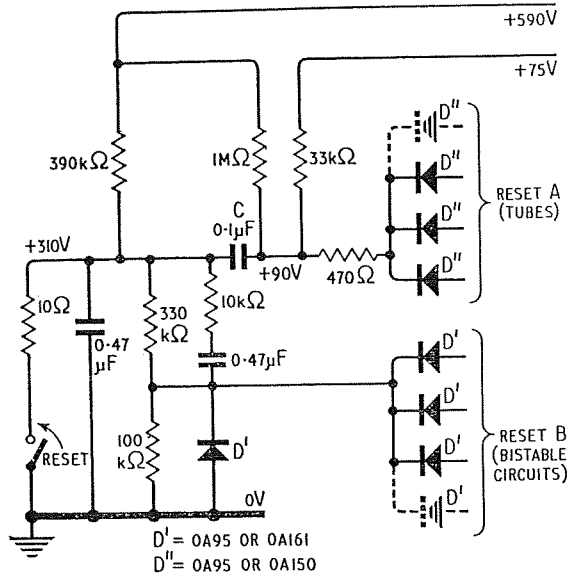 +590V
+75V
390kΩ
1MΩ
33kΩ
D"
D"
D"
D"
RESET A
(TUBES)
+310V
C
0·1μF
+90V
470Ω
10Ω
0·47
μF
330
kΩ
10kΩ
0·47μF
D'
D'
D'
D'
RESET B
(BISTABLE
CIRCUITS)
RESET
100
kΩ
D'
0V
D' = OA95 OR OA161
D" = OA95 OR OA150